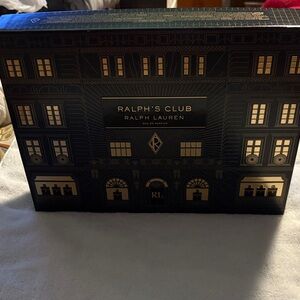 RALPH'S CLUB
RALPH LAUREN
EAU DE PARFUM
RL